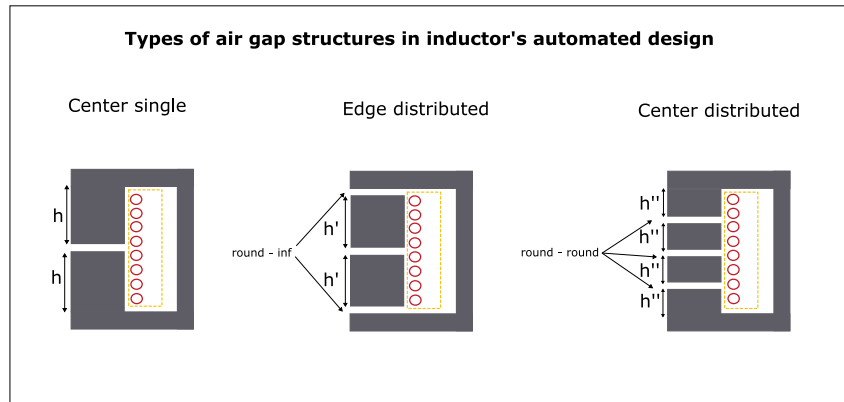 Types of air gap structures in inductor's automated design
Center single
Edge distributed
Center distributed
h
h
round - inf
h'
h'
round - round
h''
h''
h''
h''